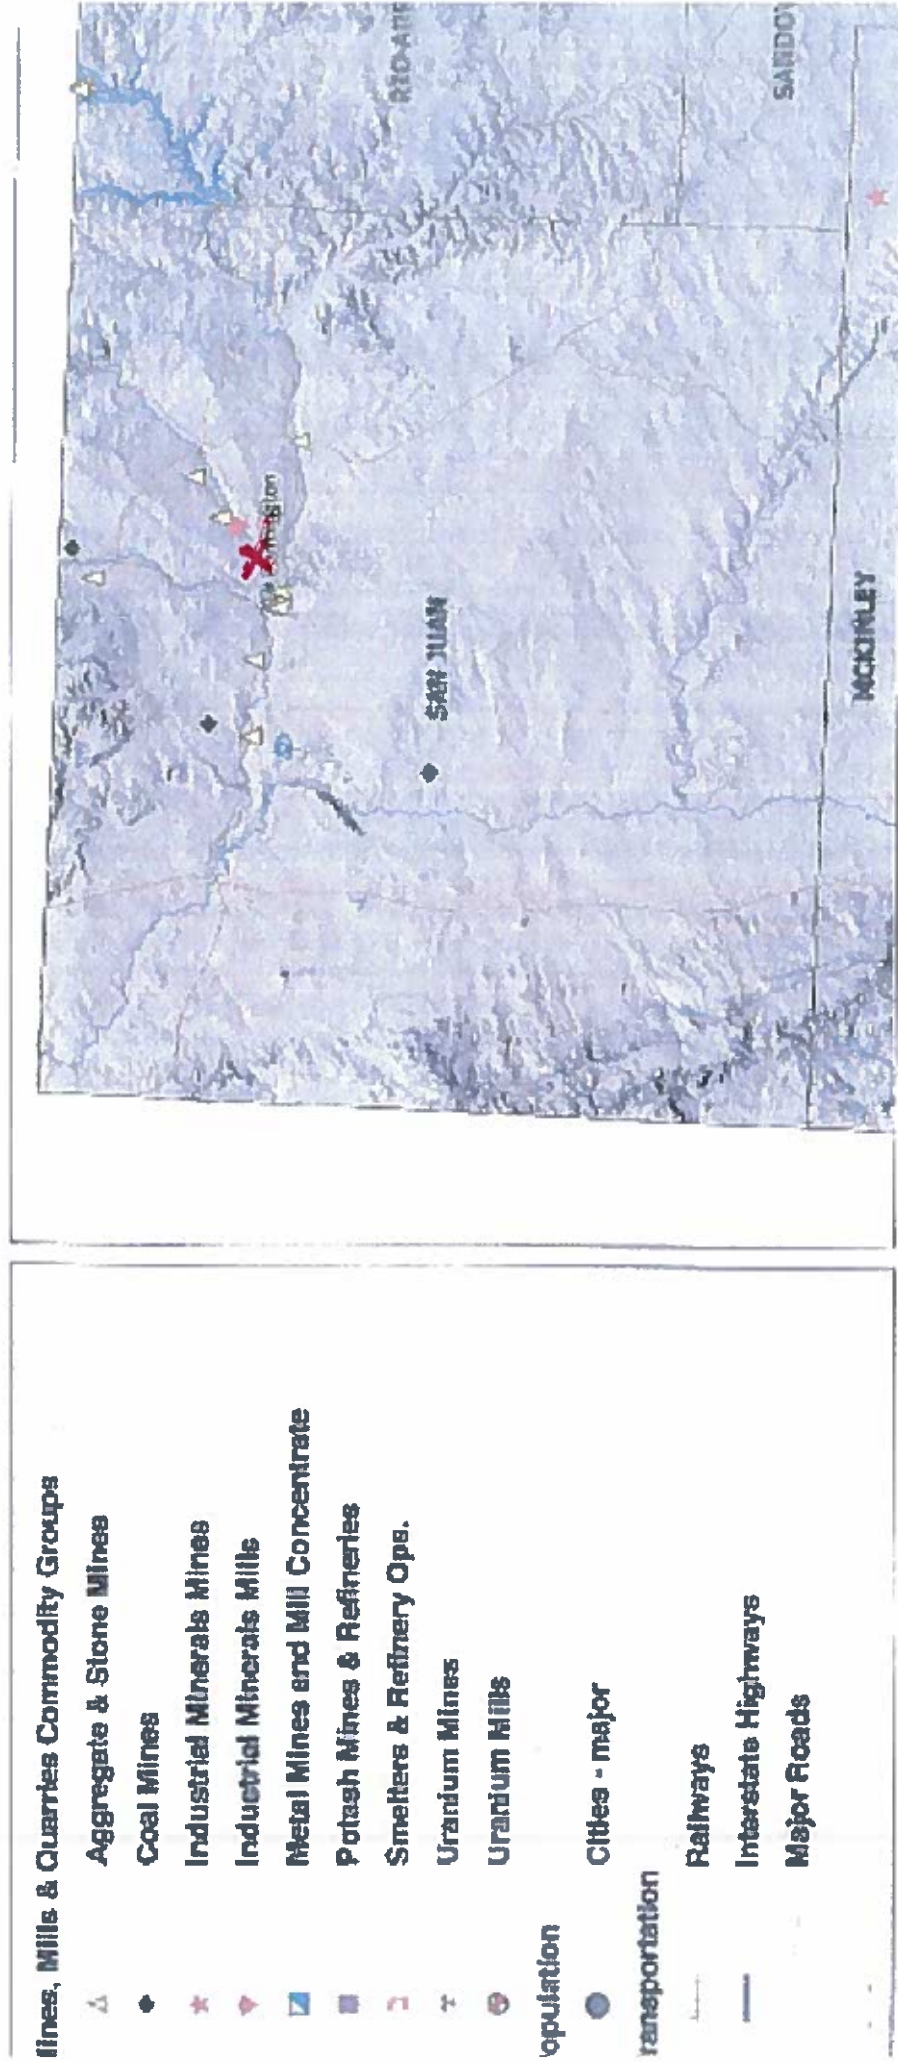 lines, Mills & Quarries Commodity Groups
Aggregate & Stone Mines
Coal Mines
Industrial Minerals Mines
Industrial Minerals Mills
Metal Mines and Mill Concentrate
Potash Mines & Refineries
Smelters & Refinery Ops.
Uranium Mines
Uranium Mills
opulation
Cities - major
ransportation
Railways
Interstate Highways
Major Roads
SAN JUAN
MCKINLEY
SANDOV